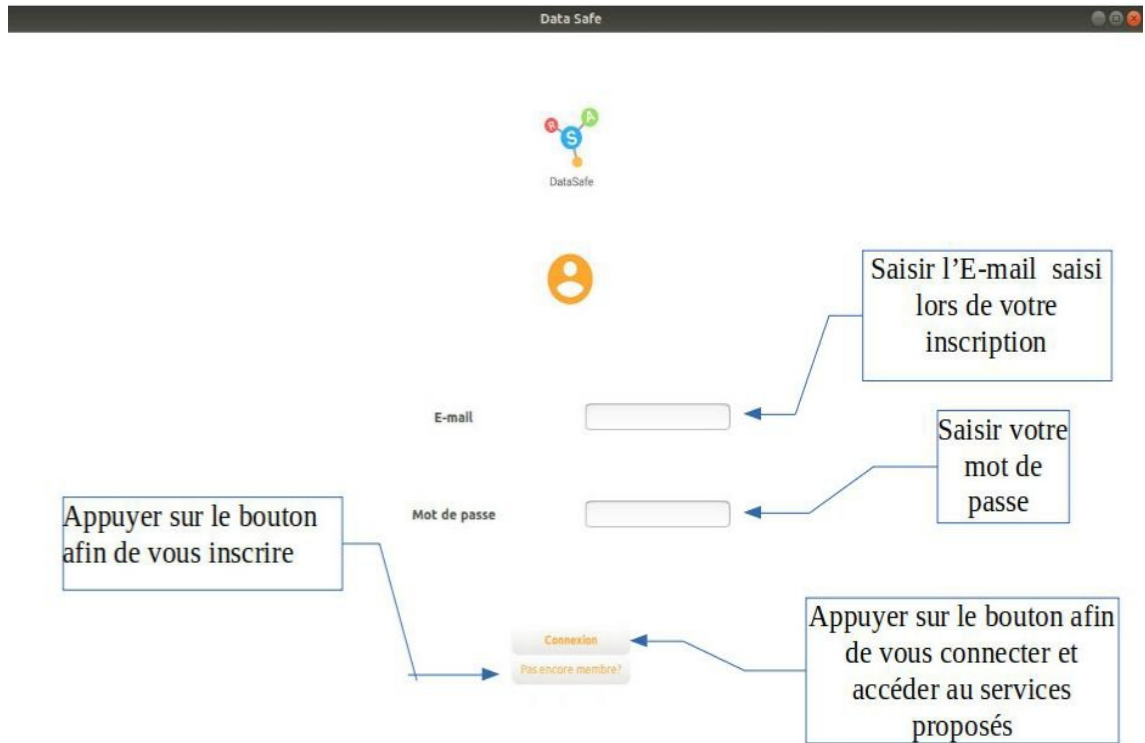 Data Safe
R
A
S
DataSafe
Saisir l’E-mail saisi
lors de votre
inscription
E-mail
Saisir votre
mot de
passe
Mot de passe
Appuyer sur le bouton
afin de vous inscrire
Connexion
Pas encore membre?
Appuyer sur le bouton afin
de vous connecter et
accéder au services
proposés